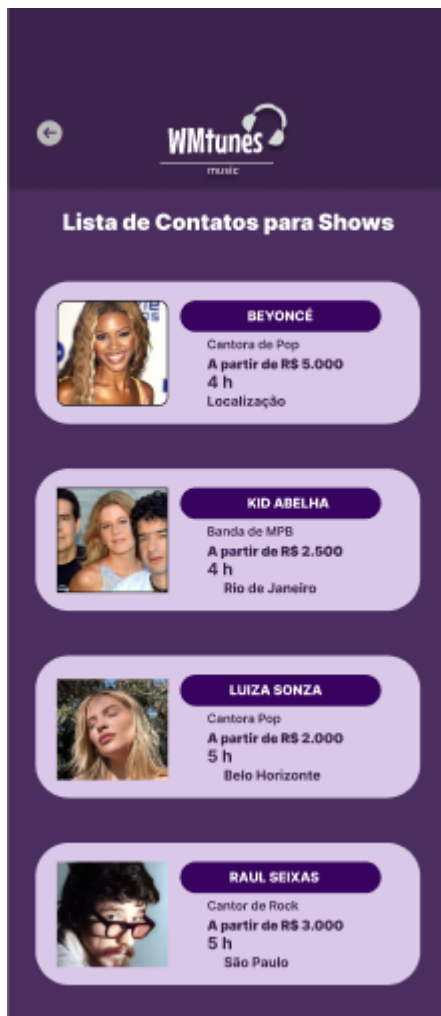 WMtunes
music
Lista de Contatos para Shows
BEYONCÉ
Cantora de Pop
A partir de R$ 5.000
4 h
Localização
KID ABELHA
Banda de MPB
A partir de R$ 2.500
4 h
Rio de Janeiro
LUIZA SONZA
Cantora Pop
A partir de R$ 2.000
5 h
Belo Horizonte
RAUL SEIXAS
Cantor de Rock
A partir de R$ 3.000
5 h
São Paulo